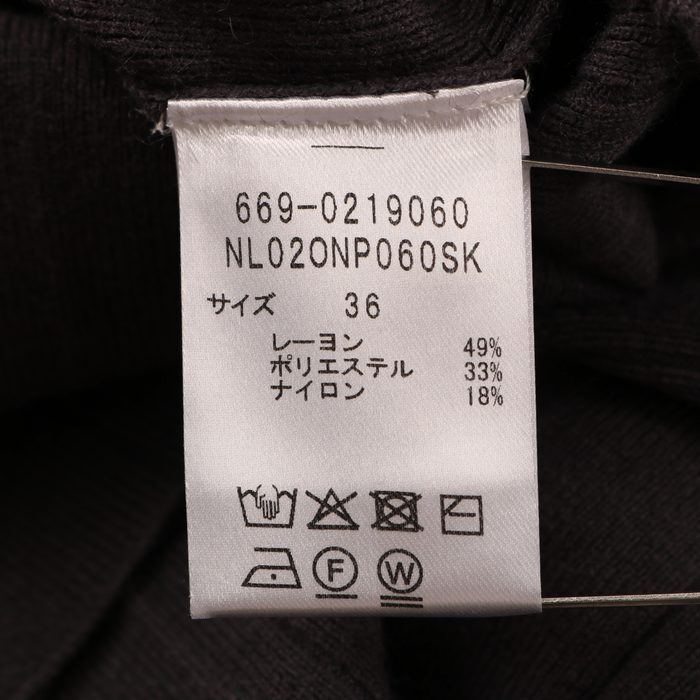 669-0219060
NL020NP060SK
サイズ 36
レーヨン 49%
ポリエステル 33%
ナイロン 18%
F W